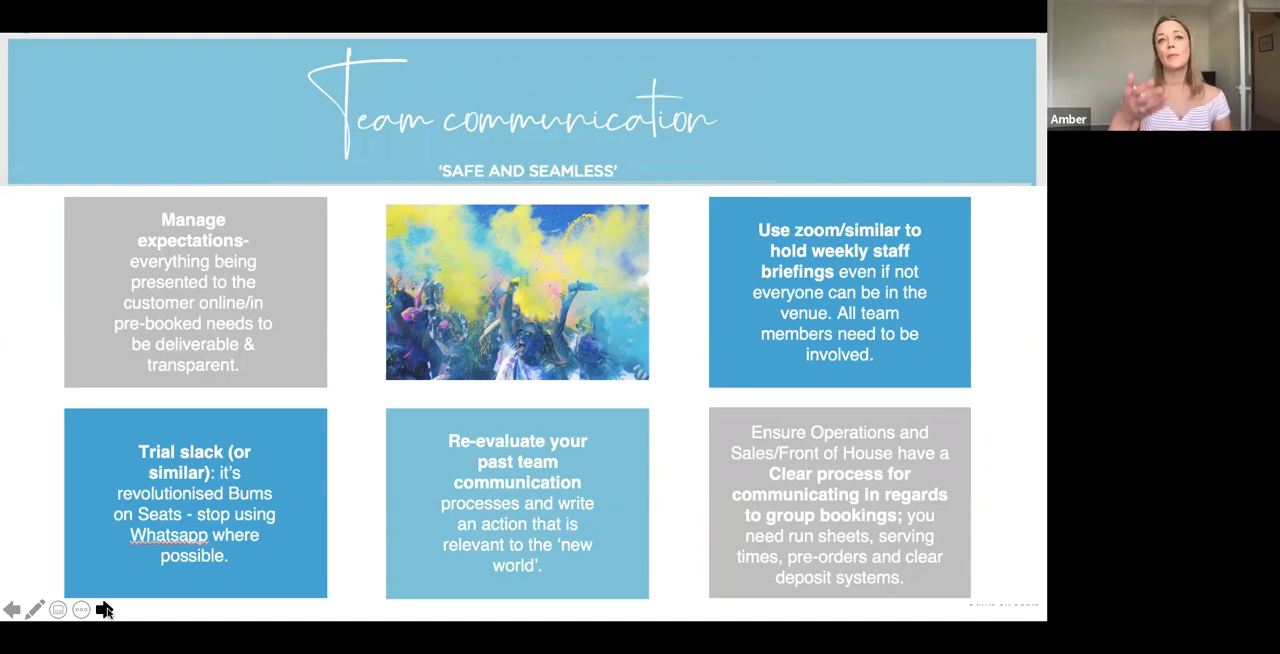 Team communication
'SAFE AND SEAMLESS'
Amber
Manage
expectations-
everything being
presented to the
customer online/in
pre-booked needs to
be deliverable &
transparent.
Use zoom/similar to
hold weekly staff
briefings even if not
everyone can be in the
venue. All team
members need to be
involved.
Trial slack (or
similar): it's
revolutionised Bums
on Seats - stop using
Whatsapp where
possible.
Re-evaluate your
past team
communication
processes and write
an action that is
relevant to the 'new
world'.
Ensure Operations and
Sales/Front of House have a
Clear process for
communicating in regards
to group bookings; you
need run sheets, serving
times, pre-orders and clear
deposit systems.